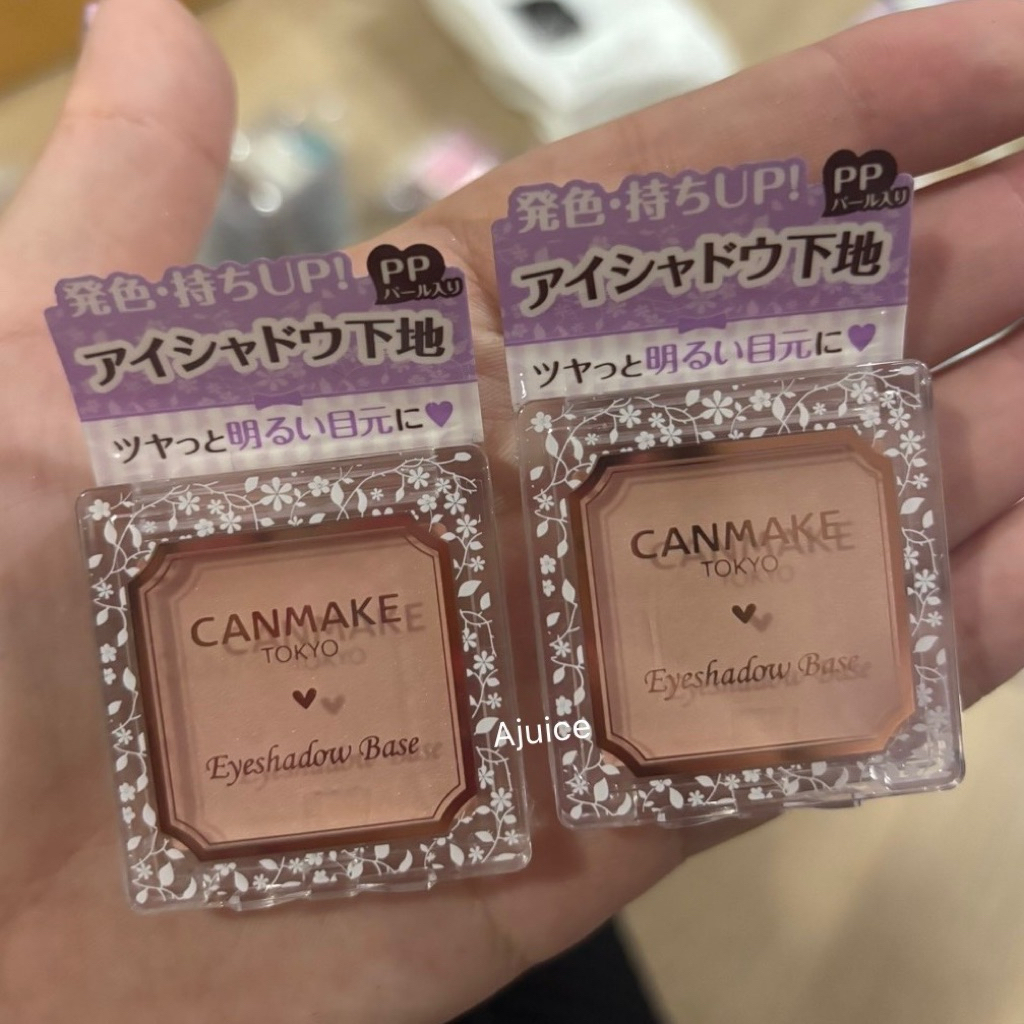 発色・持ちUP!
PP
パール入り
アイシャドウ下地
ツヤっと明るい目元に
CANMAKE
TOKYO
Eyeshadow Base
発色・持ちUP!
PP
パール入り
アイシャドウ下地
ツヤっと明るい目元に
CANMAKE
TOKYO
Eyeshadow Base
Ajuice